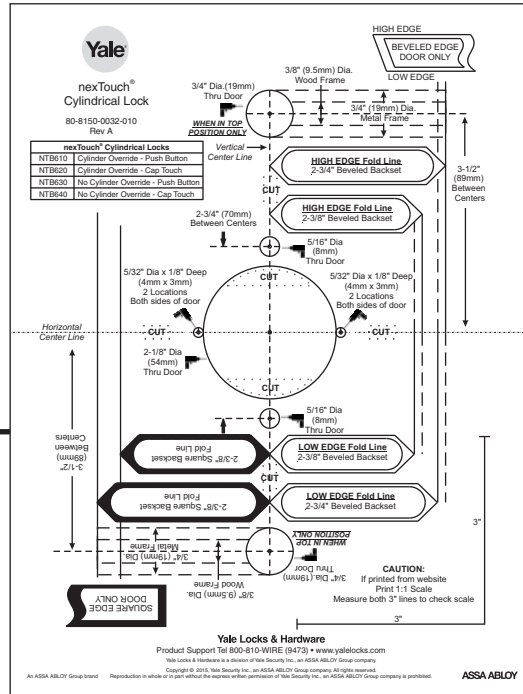 Yale
nexTouch®
Cylindrical Lock
80-8150-0032-010
Rev A
nexTouch® Cylindrical Locks
NTB610 Cylinder Override - Push Button
NTB620 Cylinder Override - Cap Touch
NTB630 No Cylinder Override - Push Button
NTB640 No Cylinder Override - Cap Touch
HIGH EDGE
BEVELED EDGE
DOOR ONLY
LOW EDGE
3/8" (9.5mm) Dia.
Wood Frame
3/4" Dia.(19mm)
Thru Door
WHEN IN TOP
POSITION ONLY
3/4" (19mm) Dia.
Metal Frame
Vertical
Center Line
3-1/2"
(89mm)
Between
Centers
HIGH EDGE Fold Line
2-3/4" Beveled Backset
CUT
HIGH EDGE Fold Line
2-3/8" Beveled Backset
2-3/4" (70mm)
Between Centers
5/16" Dia
(8mm)
Thru Door
CUT
5/32" Dia x 1/8" Deep
(4mm x 3mm)
2 Locations
Both sides of door
5/32" Dia x 1/8" Deep
(4mm x 3mm)
2 Locations
Both sides of door
Horizontal
Center Line
CUT
CUT
2-1/8" Dia
(54mm)
Thru Door
CUT
5/16" Dia
(8mm)
Thru Door
3-1/2"
(89mm)
Between
Centers
2-3/8" Square Backset
Fold Line
LOW EDGE Fold Line
2-3/8" Beveled Backset
CUT
2-3/8" Square Backset
Fold Line
LOW EDGE Fold Line
2-3/4" Beveled Backset
3"
WHEN IN TOP
POSITION ONLY
3/4" (19mm) Dia.
Metal Frame
3/4" Dia.(19mm)
Thru Door
3/8" (9.5mm) Dia.
Wood Frame
SQUARE EDGE
DOOR ONLY
CAUTION:
If printed from website
Print 1:1 Scale
Measure both 3" lines to check scale
3"
Yale Locks & Hardware
Product Support Tel 800-810-WIRE (9473) • www.yalelocks.com
Yale Locks & Hardware is a division of Yale Security Inc., an ASSA ABLOY Group company.
Copyright © 2015, Yale Security Inc., an ASSA ABLOY Group company. All rights reserved.
An ASSA ABLOY Group brand Reproduction in whole or in part without the express written permission of Yale Security Inc., an ASSA ABLOY Group company is prohibited.
ASSA ABLOY